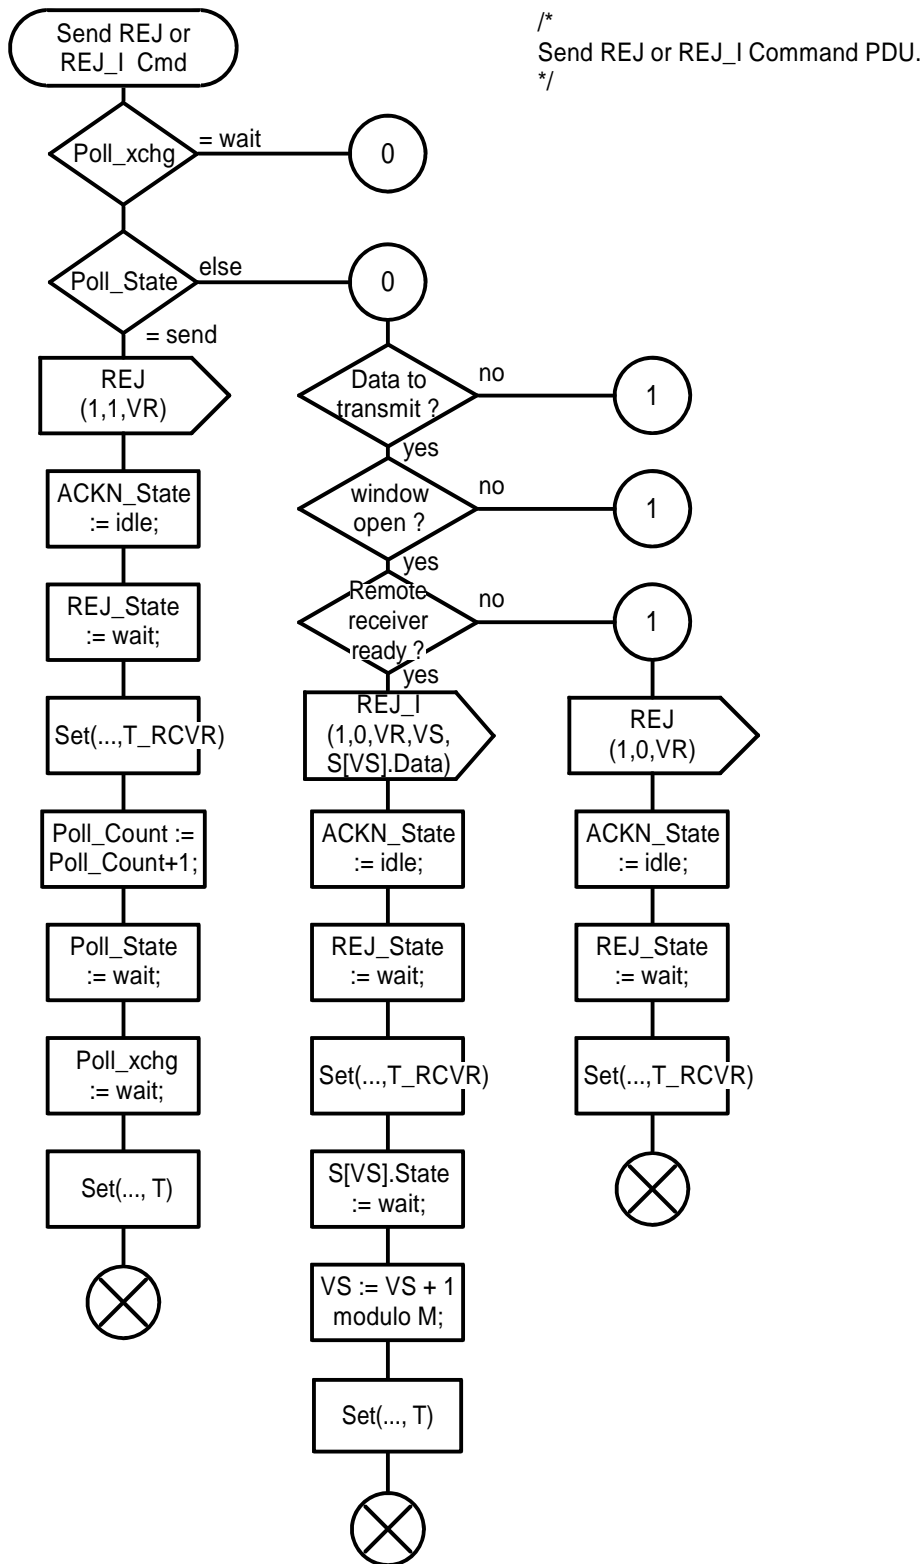 Send REJ or
REJ_I Cmd
/*
Send REJ or REJ_I Command PDU.
*/
Poll_xchg
= wait
0
Poll_State
else
0
= send
REJ
(1,1,VR)
ACKN_State
:= idle;
REJ_State
:= wait;
Set(...,T_RCVR)
Poll_Count :=
Poll_Count+1;
Poll_State
:= wait;
Poll_xchg
:= wait;
Set(..., T)
Data to
transmit ?
no
1
yes
window
open ?
no
1
yes
Remote
receiver
ready ?
no
1
yes
REJ_I
(1,0,VR,VS,
S[VS].Data)
ACKN_State
:= idle;
REJ_State
:= wait;
Set(...,T_RCVR)
S[VS].State
:= wait;
VS := VS + 1
modulo M;
Set(..., T)
REJ
(1,0,VR)
ACKN_State
:= idle;
REJ_State
:= wait;
Set(...,T_RCVR)